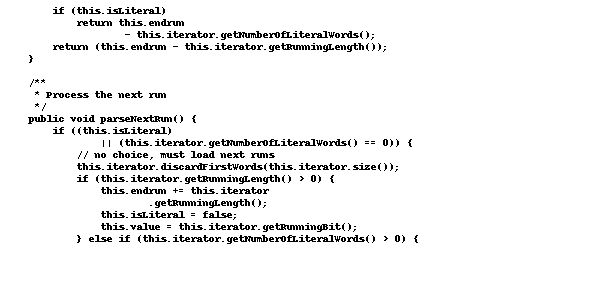 if (this.isLiteral)
return this.endrun
- this.iterator.getNumberOfLiteralWords();
return (this.endrun - this.iterator.getRunningLength());
}
/**
* Process the next run
*/
public void parseNextRun() {
if ((this.isLiteral)
|| (this.iterator.getNumberOfLiteralWords() == 0)) {
// no choice, must load next runs
this.iterator.discardFirstWords(this.iterator.size());
if (this.iterator.getRunningLength() > 0) {
this.endrun += this.iterator
.getRunningLength();
this.isLiteral = false;
this.value = this.iterator.getRunningBit();
} else if (this.iterator.getNumberOfLiteralWords() > 0) {